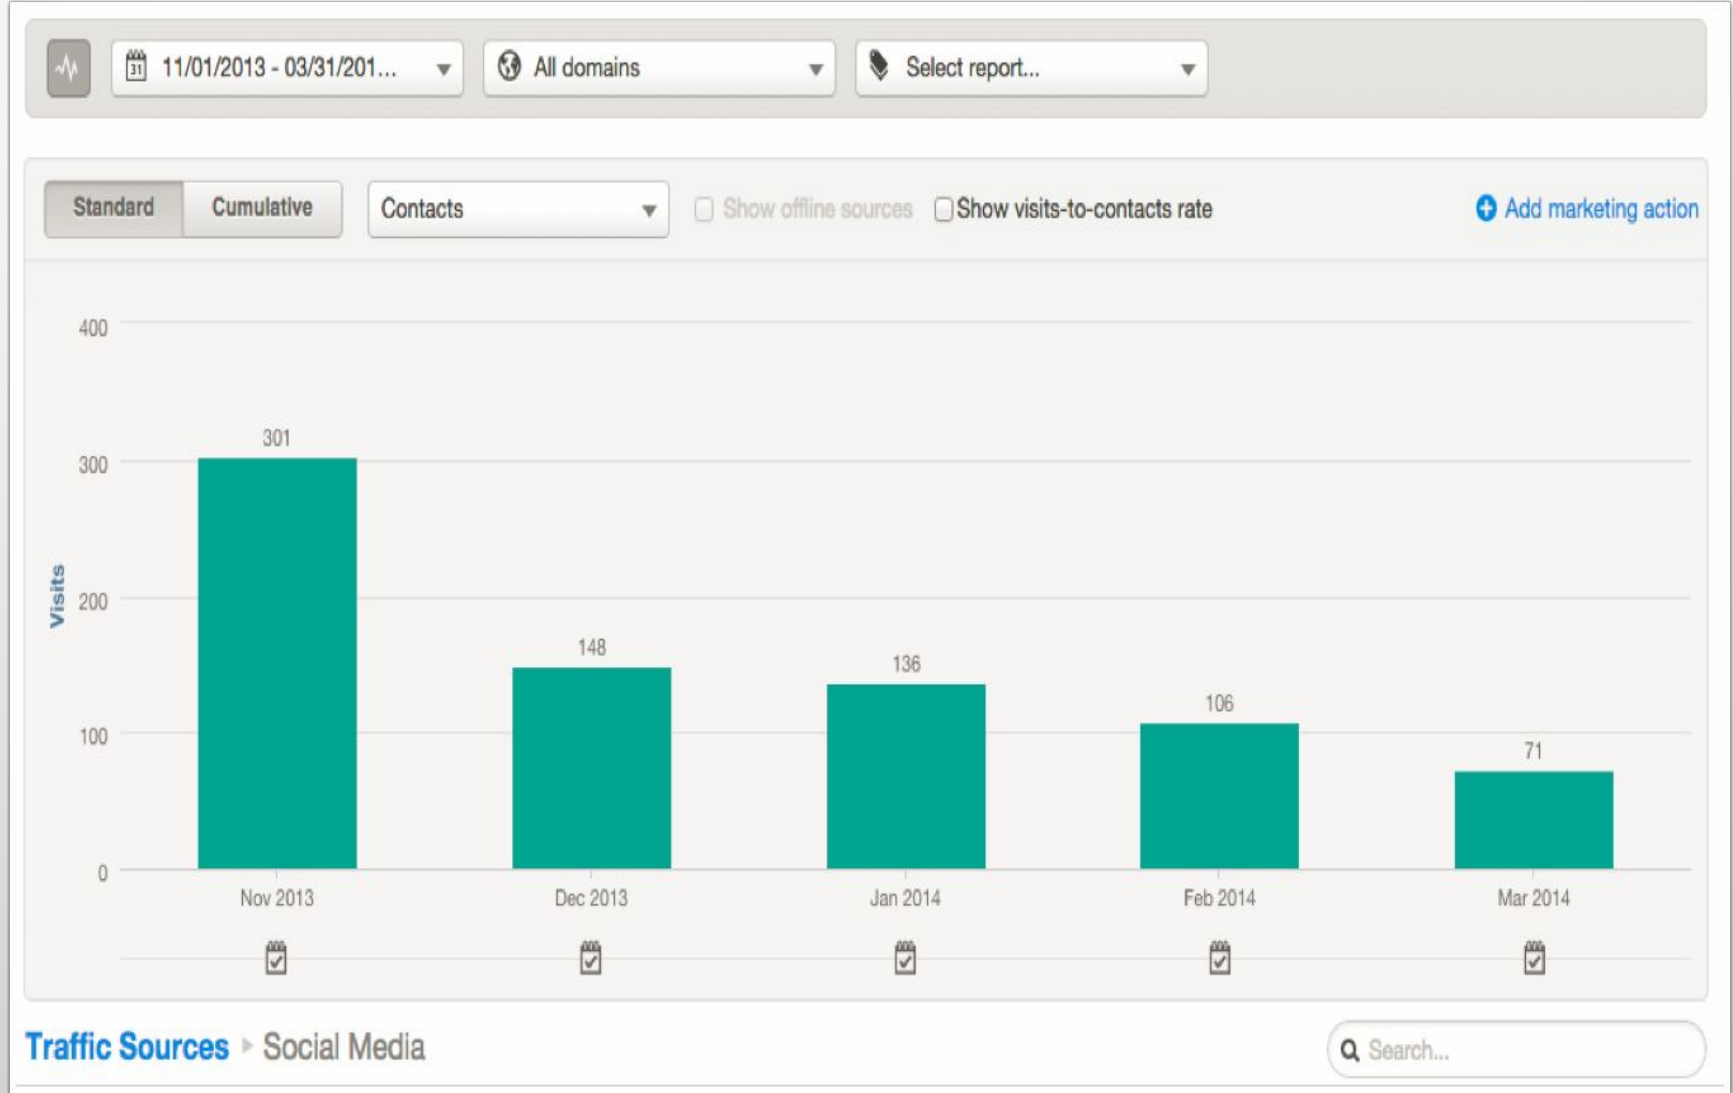 31 11/01/2013 - 03/31/201... All domains Select report...
Standard Cumulative Contacts Show offline sources Show visits-to-contacts rate Add marketing action
400
301
300
Visits
200
148
136
106
100
71
0
Nov 2013 Dec 2013 Jan 2014 Feb 2014 Mar 2014
Traffic Sources Social Media Search...